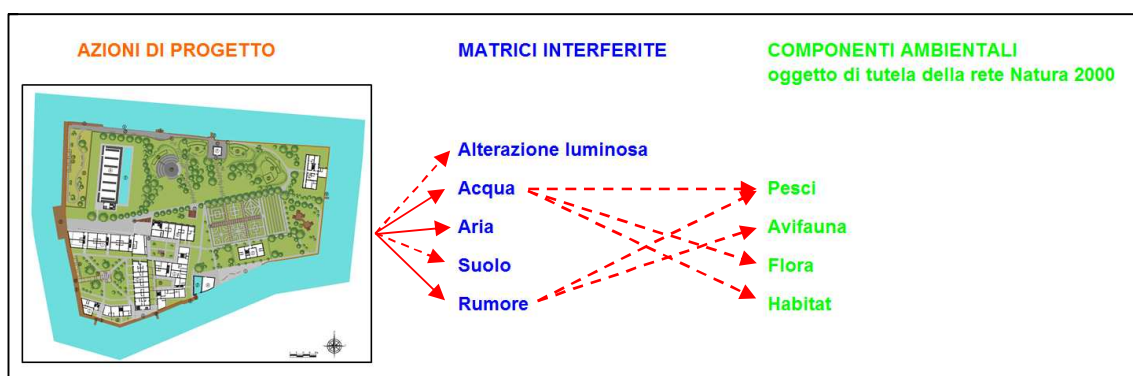 AZIONI DI PROGETTO
MATRICI INTERFERITE
COMPONENTI AMBIENTALI
oggetto di tutela della rete Natura 2000
Alterazione luminosa
Acqua
Pesci
Aria
Avifauna
Suolo
Flora
Rumore
Habitat